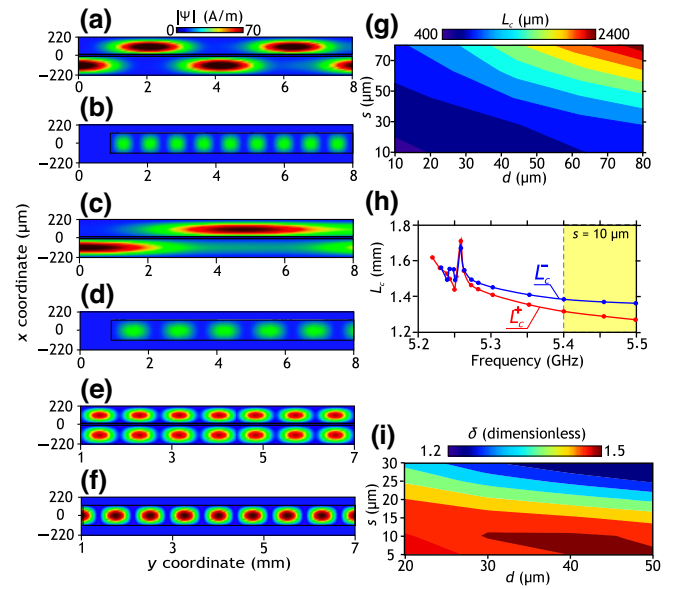 (a) |Ψ| (A/m) 0 70
220
0
−220
0 2 4 6 8
(b)
220
0
−220
0 2 4 6 8
(c)
220
0
−220
0 2 4 6 8
(d)
220
0
−220
0 2 4 6 8
(e)
220
0
−220
1 3 5 7
(f)
220
0
−220
1 3 5 7
x coordinate (μm)
y coordinate (mm)
(g) L_c (μm)
400 2400
70
50
30
10
s (μm)
10 20 30 40 50 60 70 80
d (μm)
(h)
s = 10 μm
1.8
1.6
1.4
1.2
L_c (mm)
L_c^−
L_c^+
5.2 5.3 5.4 5.5
Frequency (GHz)
(i) δ (dimensionless)
1.2 1.5
30
25
20
15
10
5
s (μm)
20 30 40 50
d (μm)